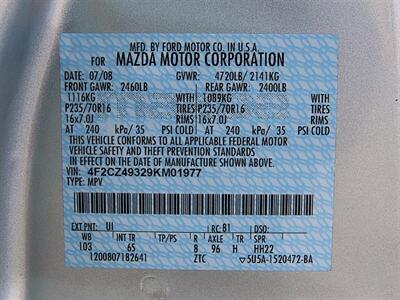 MFD. BY FORD MOTOR CO. IN U.S.A.
FOR MAZDA MOTOR CORPORATION
DATE: 07/08 GVWR: 4720LB/ 2141KG
FRONT GAWR: 2460LB REAR GAWR: 2400LB
1116KG 1089KG
P235/70R16 TIRES P235/70R16 TIRES
16x7.0J RIMS 16x7.0J RIMS
AT 240 kPa/ 35 PSI COLD AT 240 kPa/ 35 PSI COLD
THIS VEHICLE CONFORMS TO ALL APPLICABLE FEDERAL MOTOR
VEHICLE SAFETY AND THEFT PREVENTION STANDARDS IN EFFECT
ON THE DATE OF MANUFACTURE SHOWN ABOVE.
VIN: 4F2CZ49329KM01977
TYPE: MPV
EXT PNT: UI RC: 81 DSO:
WB INT TR TP/PS R AXLE TR SPR
103 6S 8 96 H HH22
1200807182641 ZTC 5U5A-1520472-BA